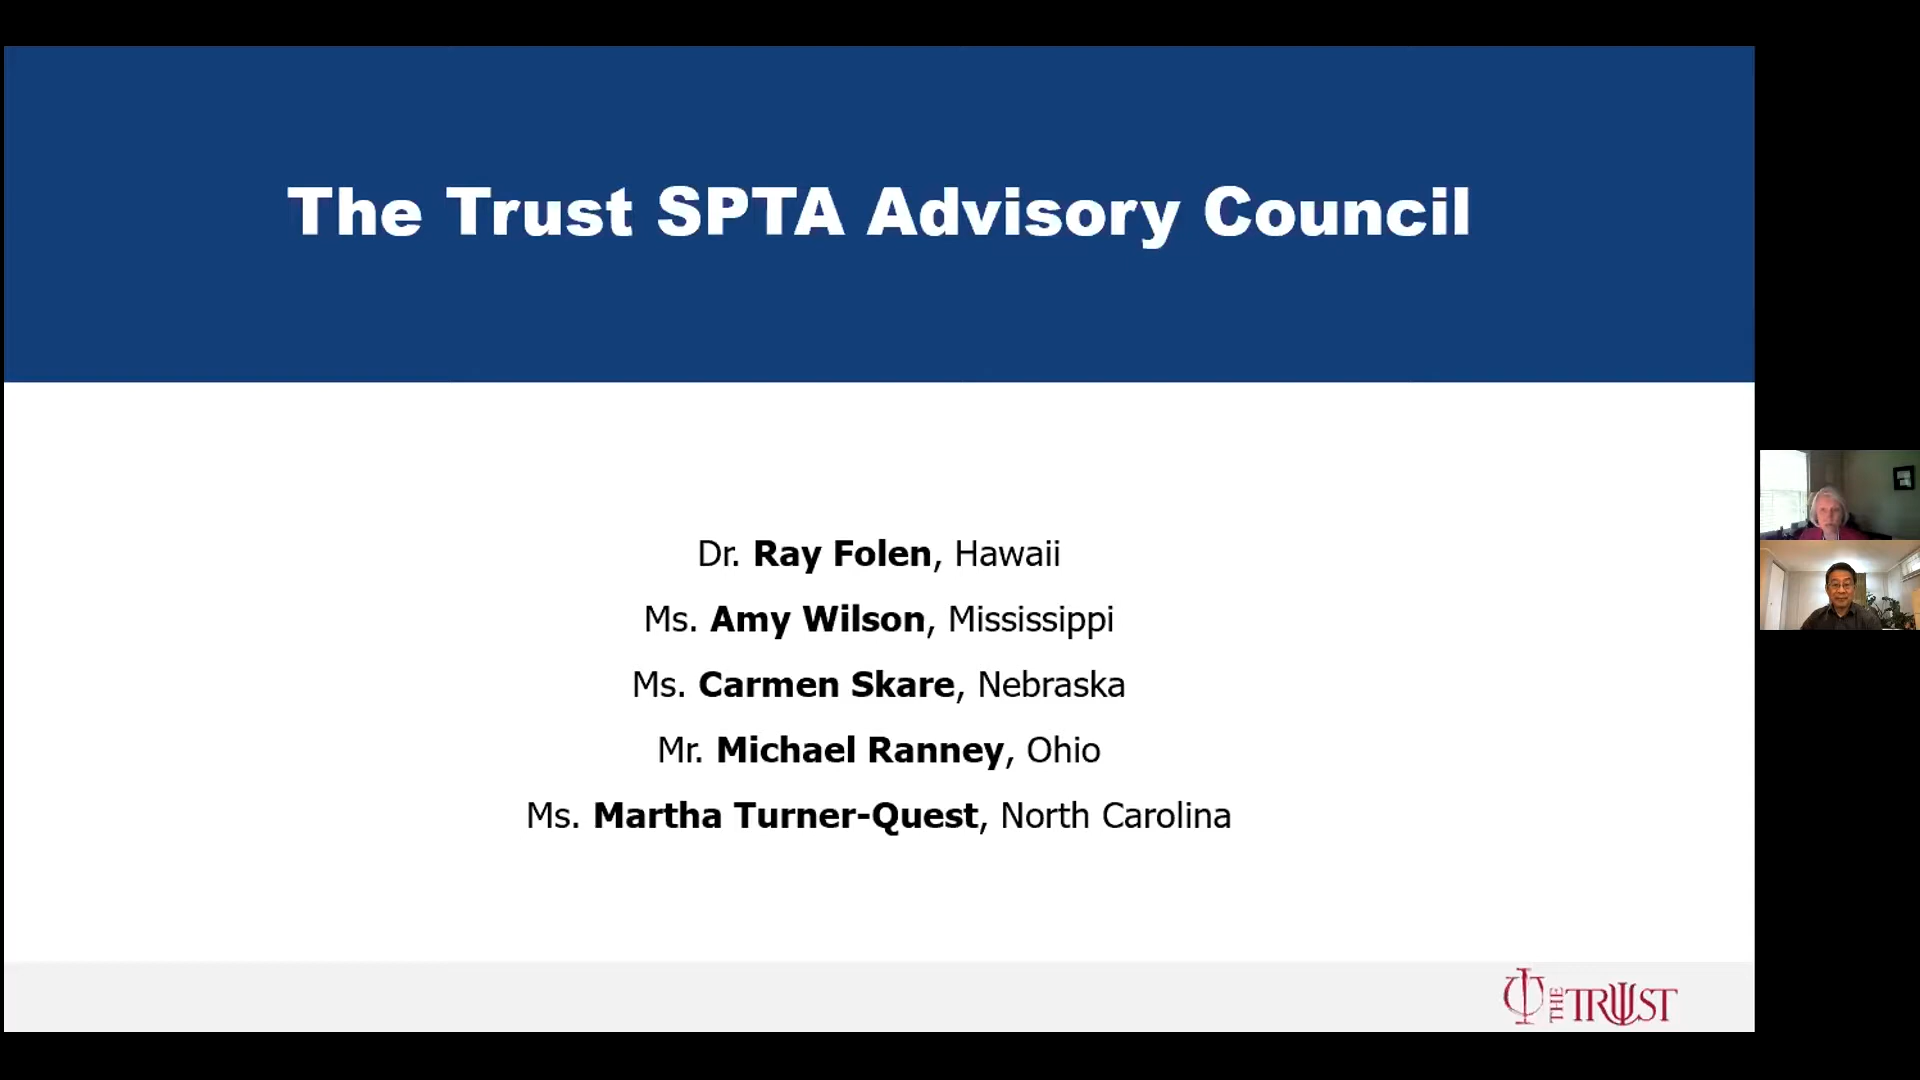 The Trust SPTA Advisory Council
Dr. Ray Folen, Hawaii
Ms. Amy Wilson, Mississippi
Ms. Carmen Skare, Nebraska
Mr. Michael Ranney, Ohio
Ms. Martha Turner-Quest, North Carolina
THE TRUST